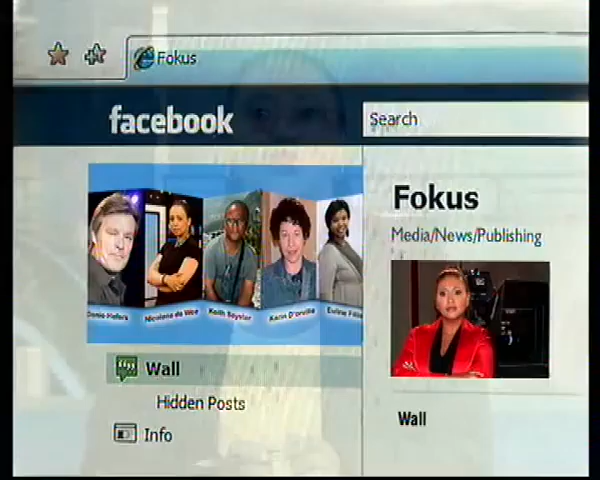 Fokus
facebook
Search
Fokus
Media/News/Publishing
Wall
Hidden Posts
Info
Wall